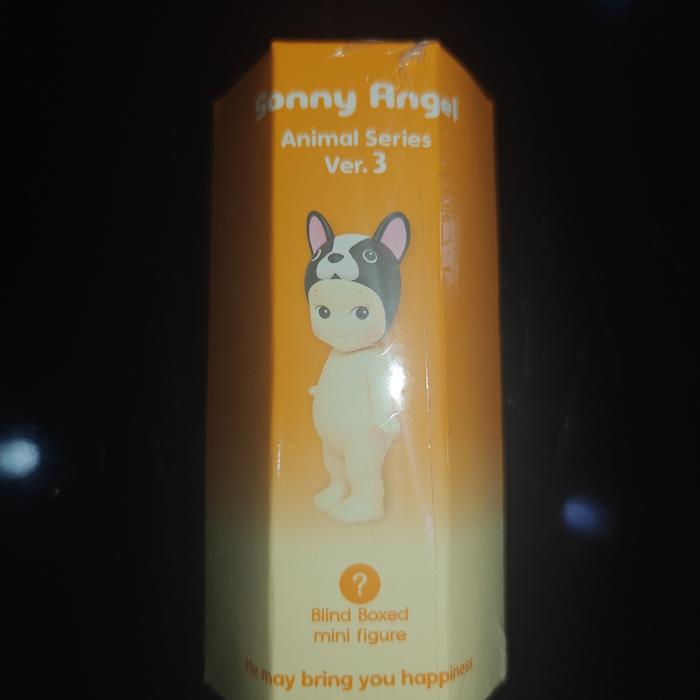 Sonny Angel
Animal Series
Ver. 3
?
Blind Boxed
mini figure
He may bring you happiness